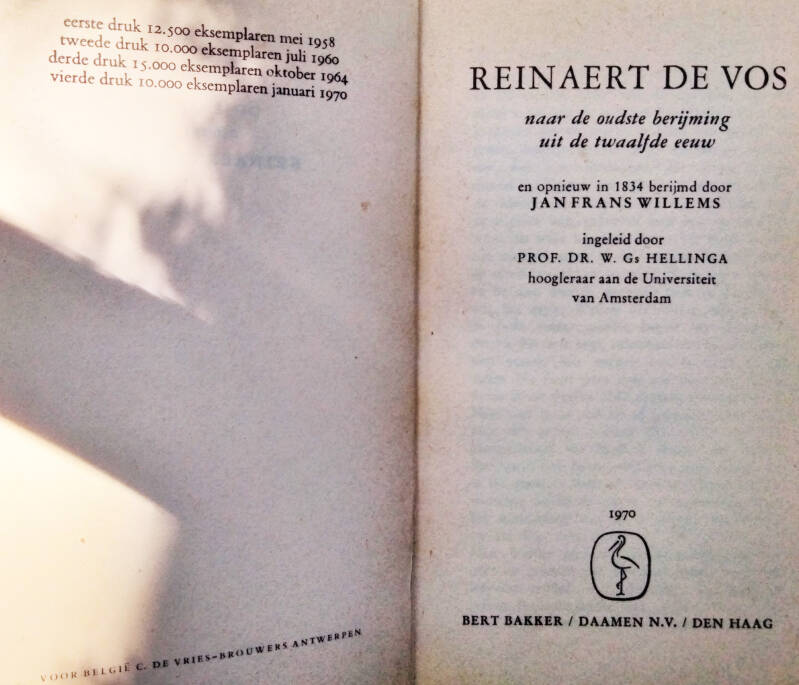 eerste druk 12.500 eksemplaren mei 1958
tweede druk 10.000 eksemplaren juli 1960
derde druk 15.000 eksemplaren oktober 1964
vierde druk 10.000 eksemplaren januari 1970
VOOR BELGIË C. DE VRIES-BROUWERS ANTWERPEN
REINAERT DE VOS
naar de oudste berijming
uit de twaalfde eeuw
en opnieuw in 1834 berijmd door
JAN FRANS WILLEMS
ingeleid door
PROF. DR. W. Gs HELLINGA
hoogleraar aan de Universiteit
van Amsterdam
1970
BERT BAKKER / DAAMEN N.V. / DEN HAAG